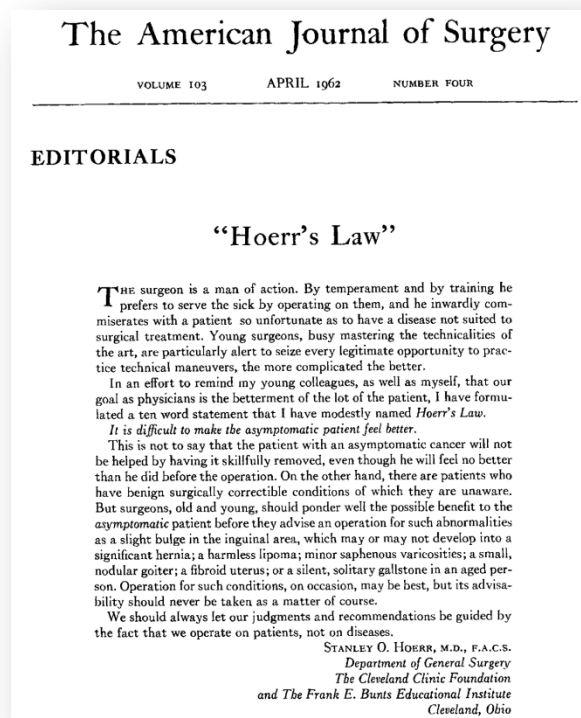 The American Journal of Surgery
VOLUME 103 APRIL 1962 NUMBER FOUR
EDITORIALS
“Hoerr’s Law”
THE surgeon is a man of action. By temperament and by training he
prefers to serve the sick by operating on them, and he inwardly com-
miserates with a patient so unfortunate as to have a disease not suited to
surgical treatment. Young surgeons, busy mastering the technicalities of
the art, are particularly alert to seize every legitimate opportunity to prac-
tice technical maneuvers, the more complicated the better.
In an effort to remind my young colleagues, as well as myself, that our
goal as physicians is the betterment of the lot of the patient, I have formu-
lated a ten word statement that I have modestly named Hoerr’s Law.
It is difficult to make the asymptomatic patient feel better.
This is not to say that the patient with an asymptomatic cancer will not
be helped by having it skillfully removed, even though he will feel no better
than he did before the operation. On the other hand, there are patients who
have benign surgically correctible conditions of which they are unaware.
But surgeons, old and young, should ponder well the possible benefit to the
asymptomatic patient before they advise an operation for such abnormalities
as a slight bulge in the inguinal area, which may or may not develop into a
significant hernia; a harmless lipoma; minor saphenous varicosities; a small,
nodular goiter; a fibroid uterus; or a silent, solitary gallstone in an aged per-
son. Operation for such conditions, on occasion, may be best, but its advisa-
bility should never be taken as a matter of course.
We should always let our judgments and recommendations be guided by
the fact that we operate on patients, not on diseases.
STANLEY O. HOERR, M.D., F.A.C.S.
Department of General Surgery
The Cleveland Clinic Foundation
and The Frank E. Bunts Educational Institute
Cleveland, Ohio